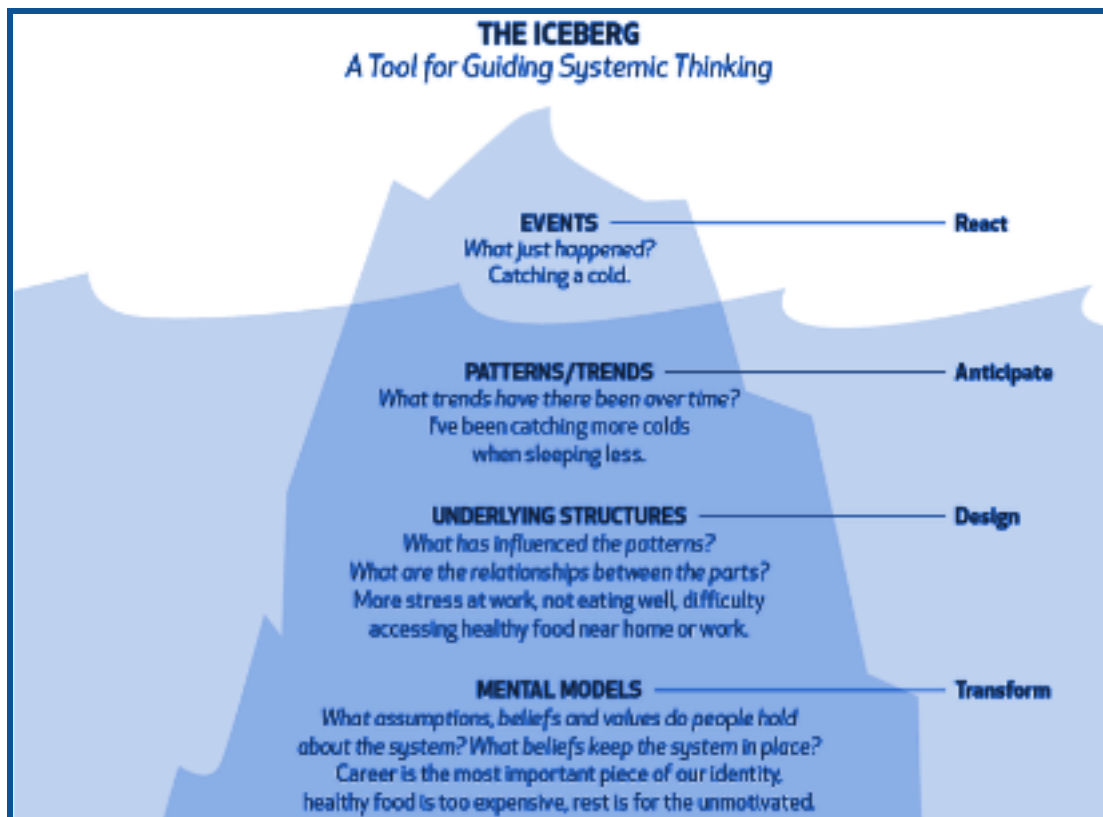 THE ICEBERG
A Tool for Guiding Systemic Thinking
EVENTS
React
What just happened?
Catching a cold.
PATTERNS/TRENDS
Anticipate
What trends have there been over time?
I've been catching more colds
when sleeping less.
UNDERLYING STRUCTURES
Design
What has influenced the patterns?
What are the relationships between the parts?
More stress at work, not eating well, difficulty
accessing healthy food near home or work.
MENTAL MODELS
Transform
What assumptions, beliefs and values do people hold
about the system? What beliefs keep the system in place?
Career is the most important piece of our identity,
healthy food is too expensive, rest is for the unmotivated.